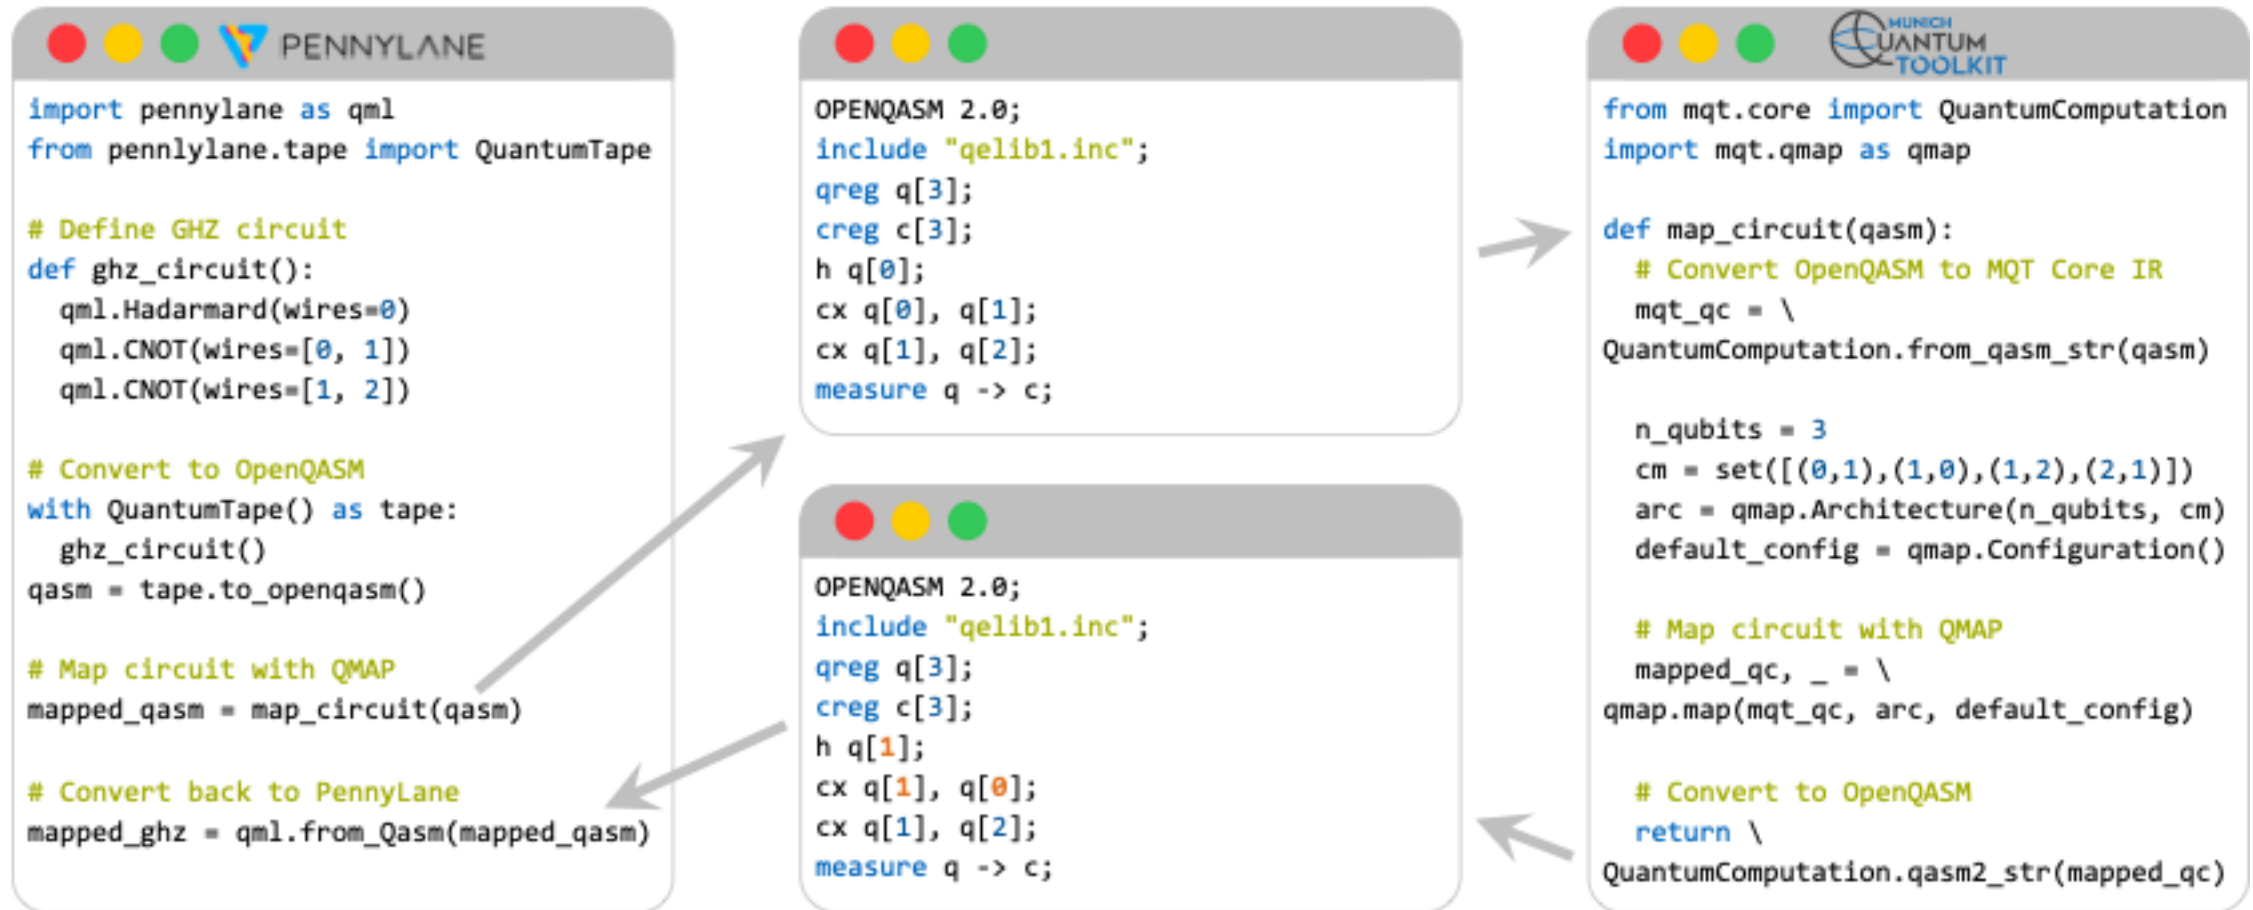 PENNYLANE
import pennylane as qml
from pennlylane.tape import QuantumTape
# Define GHZ circuit
def ghz_circuit():
qml.Hadarmard(wires=0)
qml.CNOT(wires=[0, 1])
qml.CNOT(wires=[1, 2])
# Convert to OpenQASM
with QuantumTape() as tape:
ghz_circuit()
qasm = tape.to_openqasm()
# Map circuit with QMAP
mapped_qasm = map_circuit(qasm)
# Convert back to PennyLane
mapped_ghz = qml.from_Qasm(mapped_qasm)
OPENQASM 2.0;
include "qelib1.inc";
qreg q[3];
creg c[3];
h q[0];
cx q[0], q[1];
cx q[1], q[2];
measure q -> c;
OPENQASM 2.0;
include "qelib1.inc";
qreg q[3];
creg c[3];
h q[1];
cx q[1], q[0];
cx q[1], q[2];
measure q -> c;
MUNICH
QUANTUM
TOOLKIT
from mqt.core import QuantumComputation
import mqt.qmap as qmap
def map_circuit(qasm):
# Convert OpenQASM to MQT Core IR
mqt_qc = \
QuantumComputation.from_qasm_str(qasm)
n_qubits = 3
cm = set([(0,1),(1,0),(1,2),(2,1)])
arc = qmap.Architecture(n_qubits, cm)
default_config = qmap.Configuration()
# Map circuit with QMAP
mapped_qc, _ = \
qmap.map(mqt_qc, arc, default_config)
# Convert to OpenQASM
return \
QuantumComputation.qasm2_str(mapped_qc)